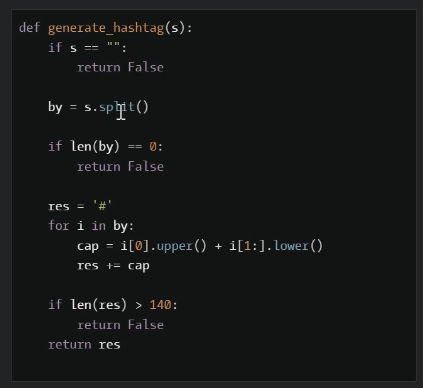 def generate_hashtag(s):
    if s == "":
        return False
    by = s.split()
    if len(by) == 0:
        return False
    res = '#'
    for i in by:
        cap = i[0].upper() + i[1:].lower()
        res += cap
    if len(res) > 140:
        return False
    return res